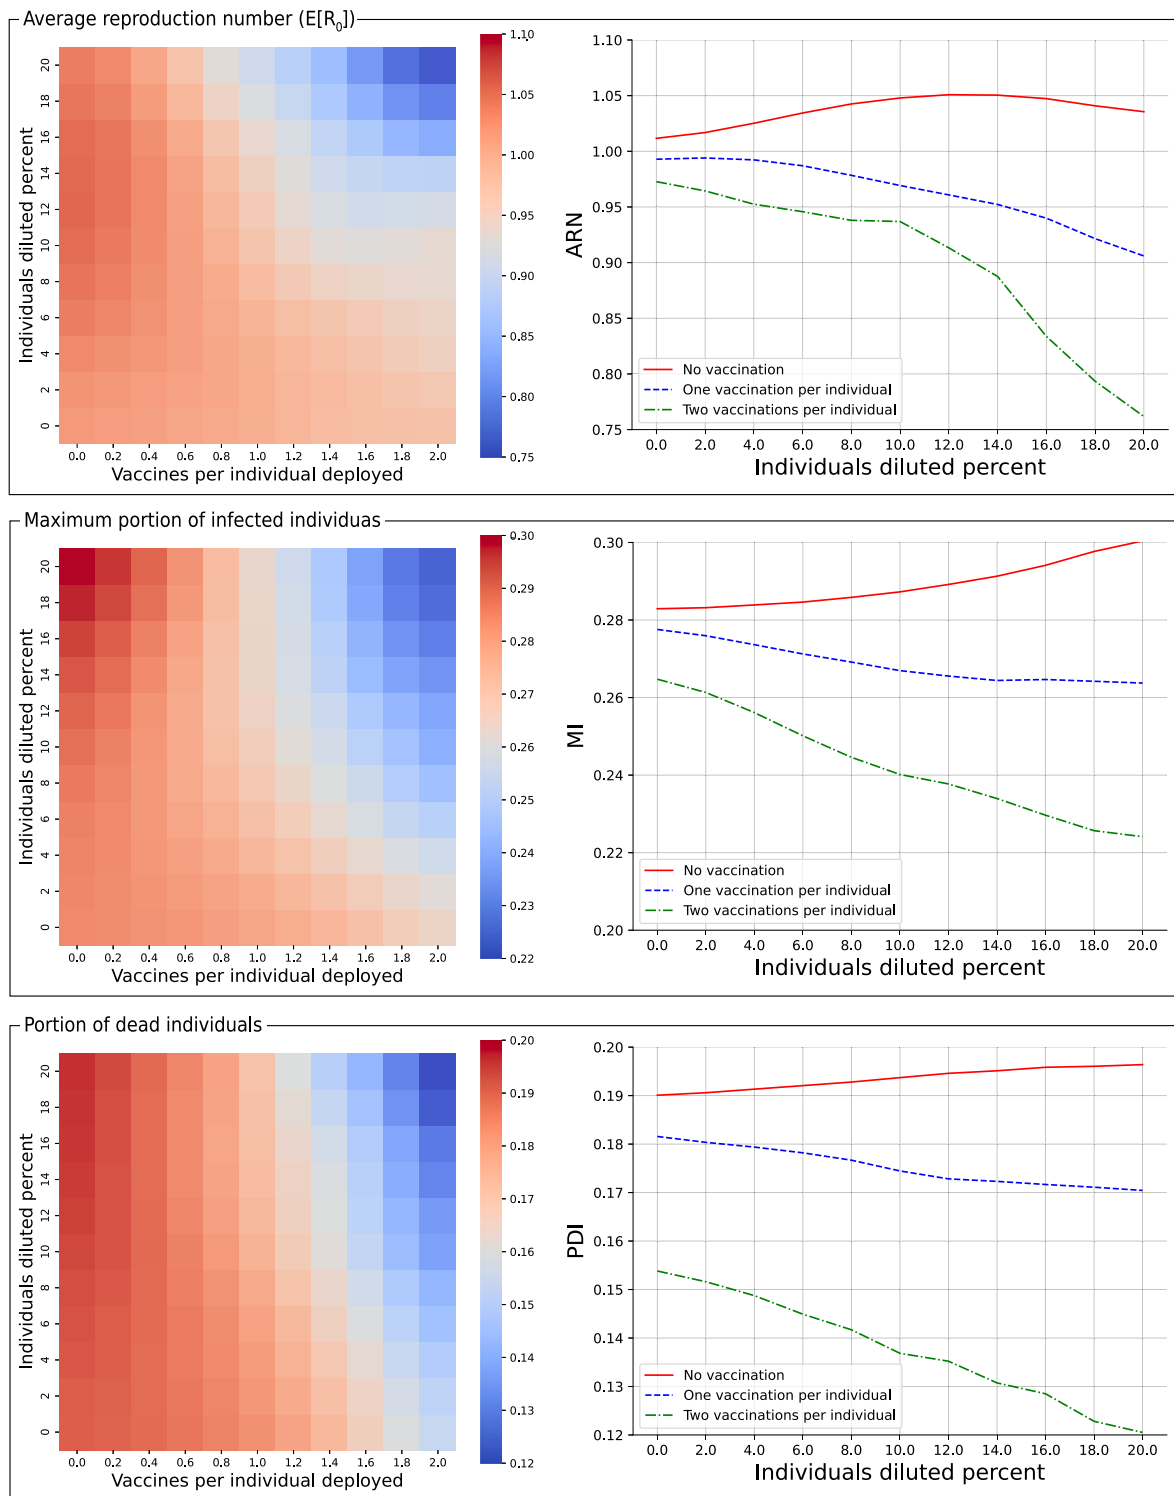 Average reproduction number (E[R0])
Individuals diluted percent
20
18
16
14
12
10
8
6
4
2
0
0.0 0.2 0.4 0.6 0.8 1.0 1.2 1.4 1.6 1.8 2.0
Vaccines per individual deployed
1.10
1.05
1.00
0.95
0.90
0.85
0.80
0.75
ARN
1.10
1.05
1.00
0.95
0.90
0.85
0.80
0.75
No vaccination
One vaccination per individual
Two vaccinations per individual
0.0 2.0 4.0 6.0 8.0 10.0 12.0 14.0 16.0 18.0 20.0
Individuals diluted percent
Maximum portion of infected individuas
Individuals diluted percent
20
18
16
14
12
10
8
6
4
2
0
0.0 0.2 0.4 0.6 0.8 1.0 1.2 1.4 1.6 1.8 2.0
Vaccines per individual deployed
0.30
0.29
0.28
0.27
0.26
0.25
0.24
0.23
0.22
MI
0.30
0.28
0.26
0.24
0.22
0.20
No vaccination
One vaccination per individual
Two vaccinations per individual
0.0 2.0 4.0 6.0 8.0 10.0 12.0 14.0 16.0 18.0 20.0
Individuals diluted percent
Portion of dead individuals
Individuals diluted percent
20
18
16
14
12
10
8
6
4
2
0
0.0 0.2 0.4 0.6 0.8 1.0 1.2 1.4 1.6 1.8 2.0
Vaccines per individual deployed
0.20
0.19
0.18
0.17
0.16
0.15
0.14
0.13
0.12
PDI
0.20
0.19
0.18
0.17
0.16
0.15
0.14
0.13
0.12
No vaccination
One vaccination per individual
Two vaccinations per individual
0.0 2.0 4.0 6.0 8.0 10.0 12.0 14.0 16.0 18.0 20.0
Individuals diluted percent